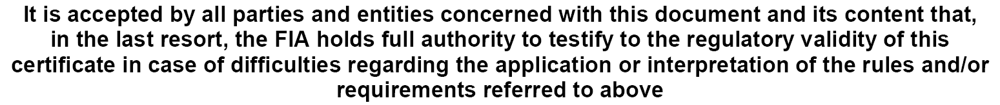 It is accepted by all parties and entities concerned with this document and its content that,
in the last resort, the FIA holds full authority to testify to the regulatory validity of this
certificate in case of difficulties regarding the application or interpretation of the rules and/or
requirements referred to above